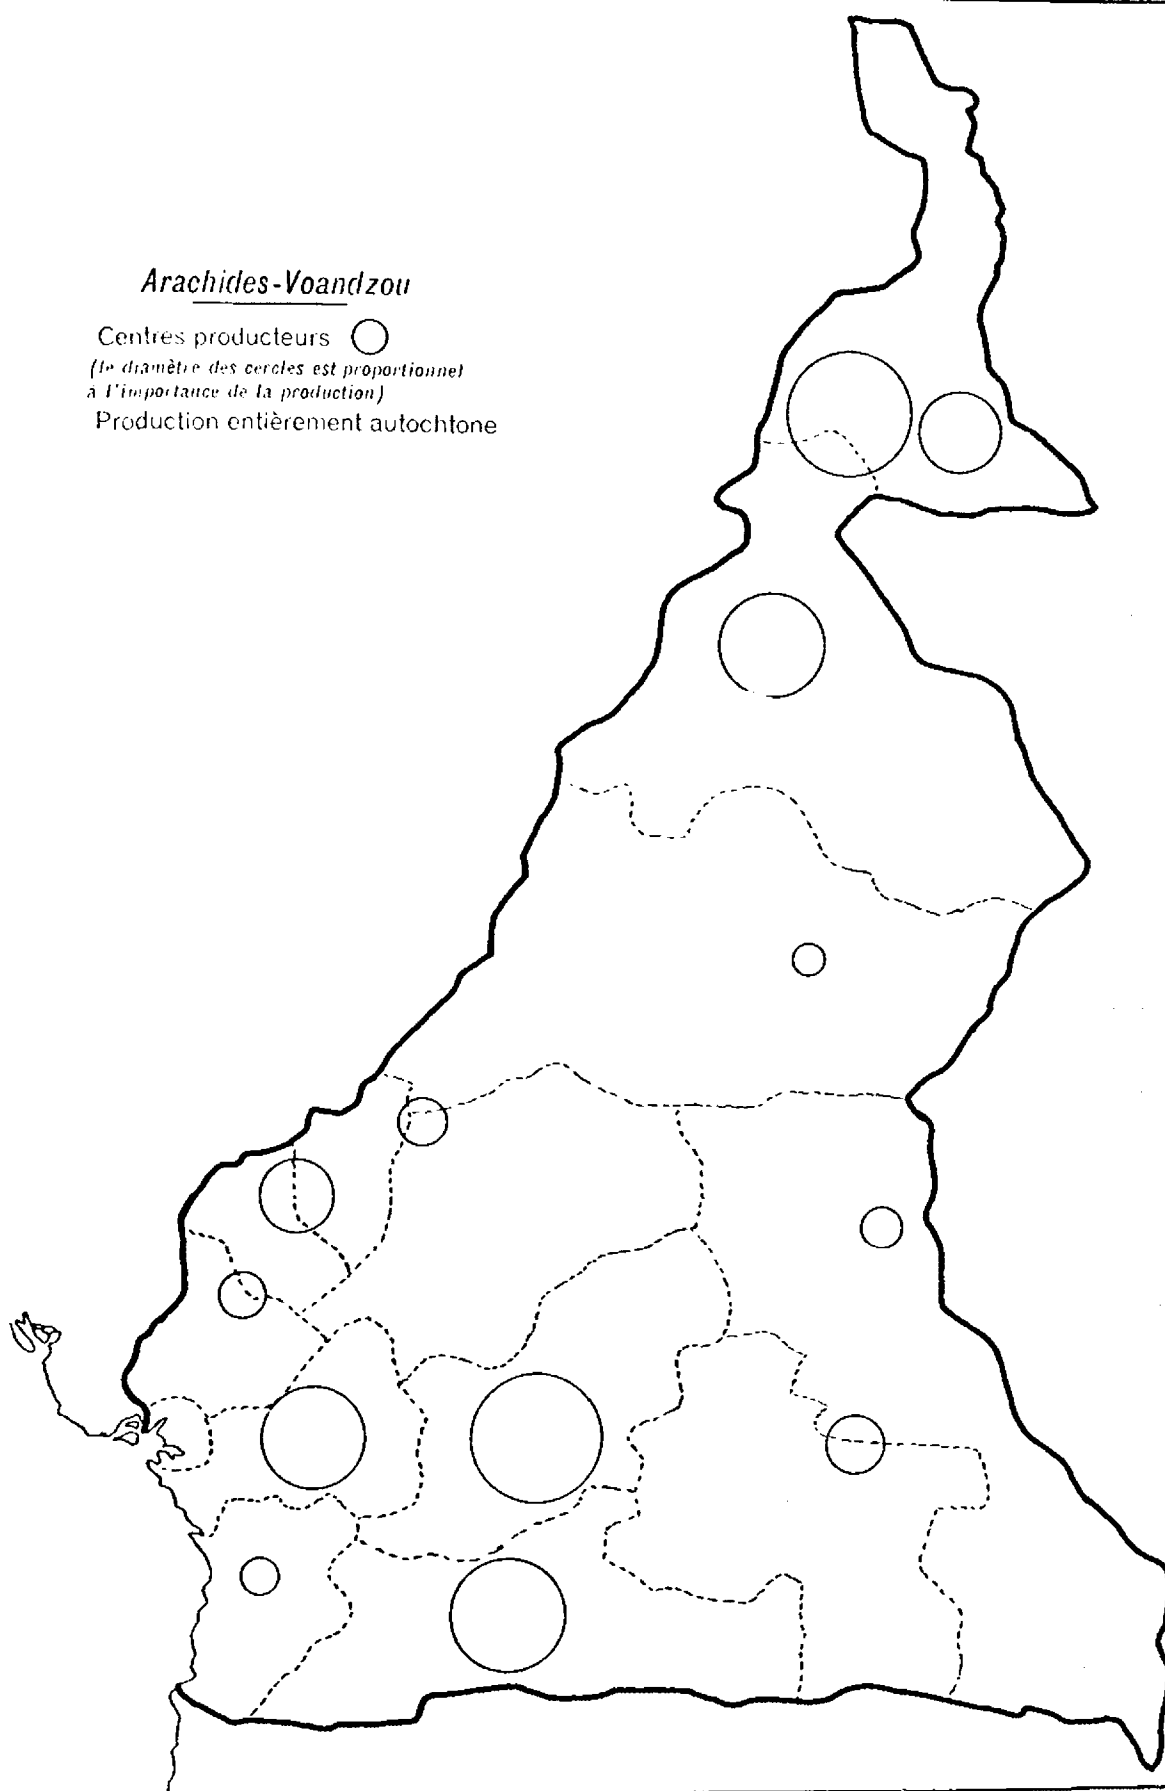 Arachides-Voandzou
Centres producteurs
(le diamètre des cercles est proportionnel
à l'importance de la production)
Production entièrement autochtone